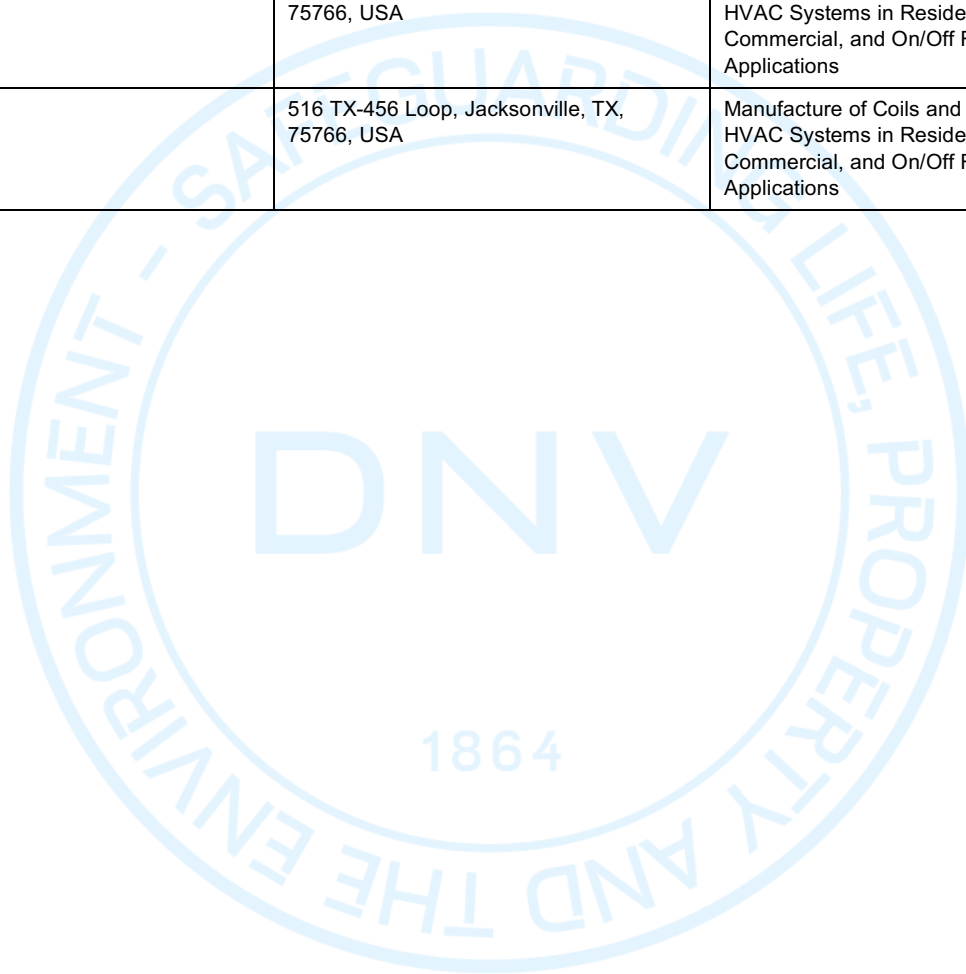 75766, USA
HVAC Systems in Reside
Commercial, and On/Off
Applications
516 TX-456 Loop, Jacksonville, TX,
75766, USA
Manufacture of Coils and
HVAC Systems in Reside
Commercial, and On/Off
Applications
SAFEGUARDING LIFE, PROPERTY AND THE ENVIRONMENT -
DNV
1864